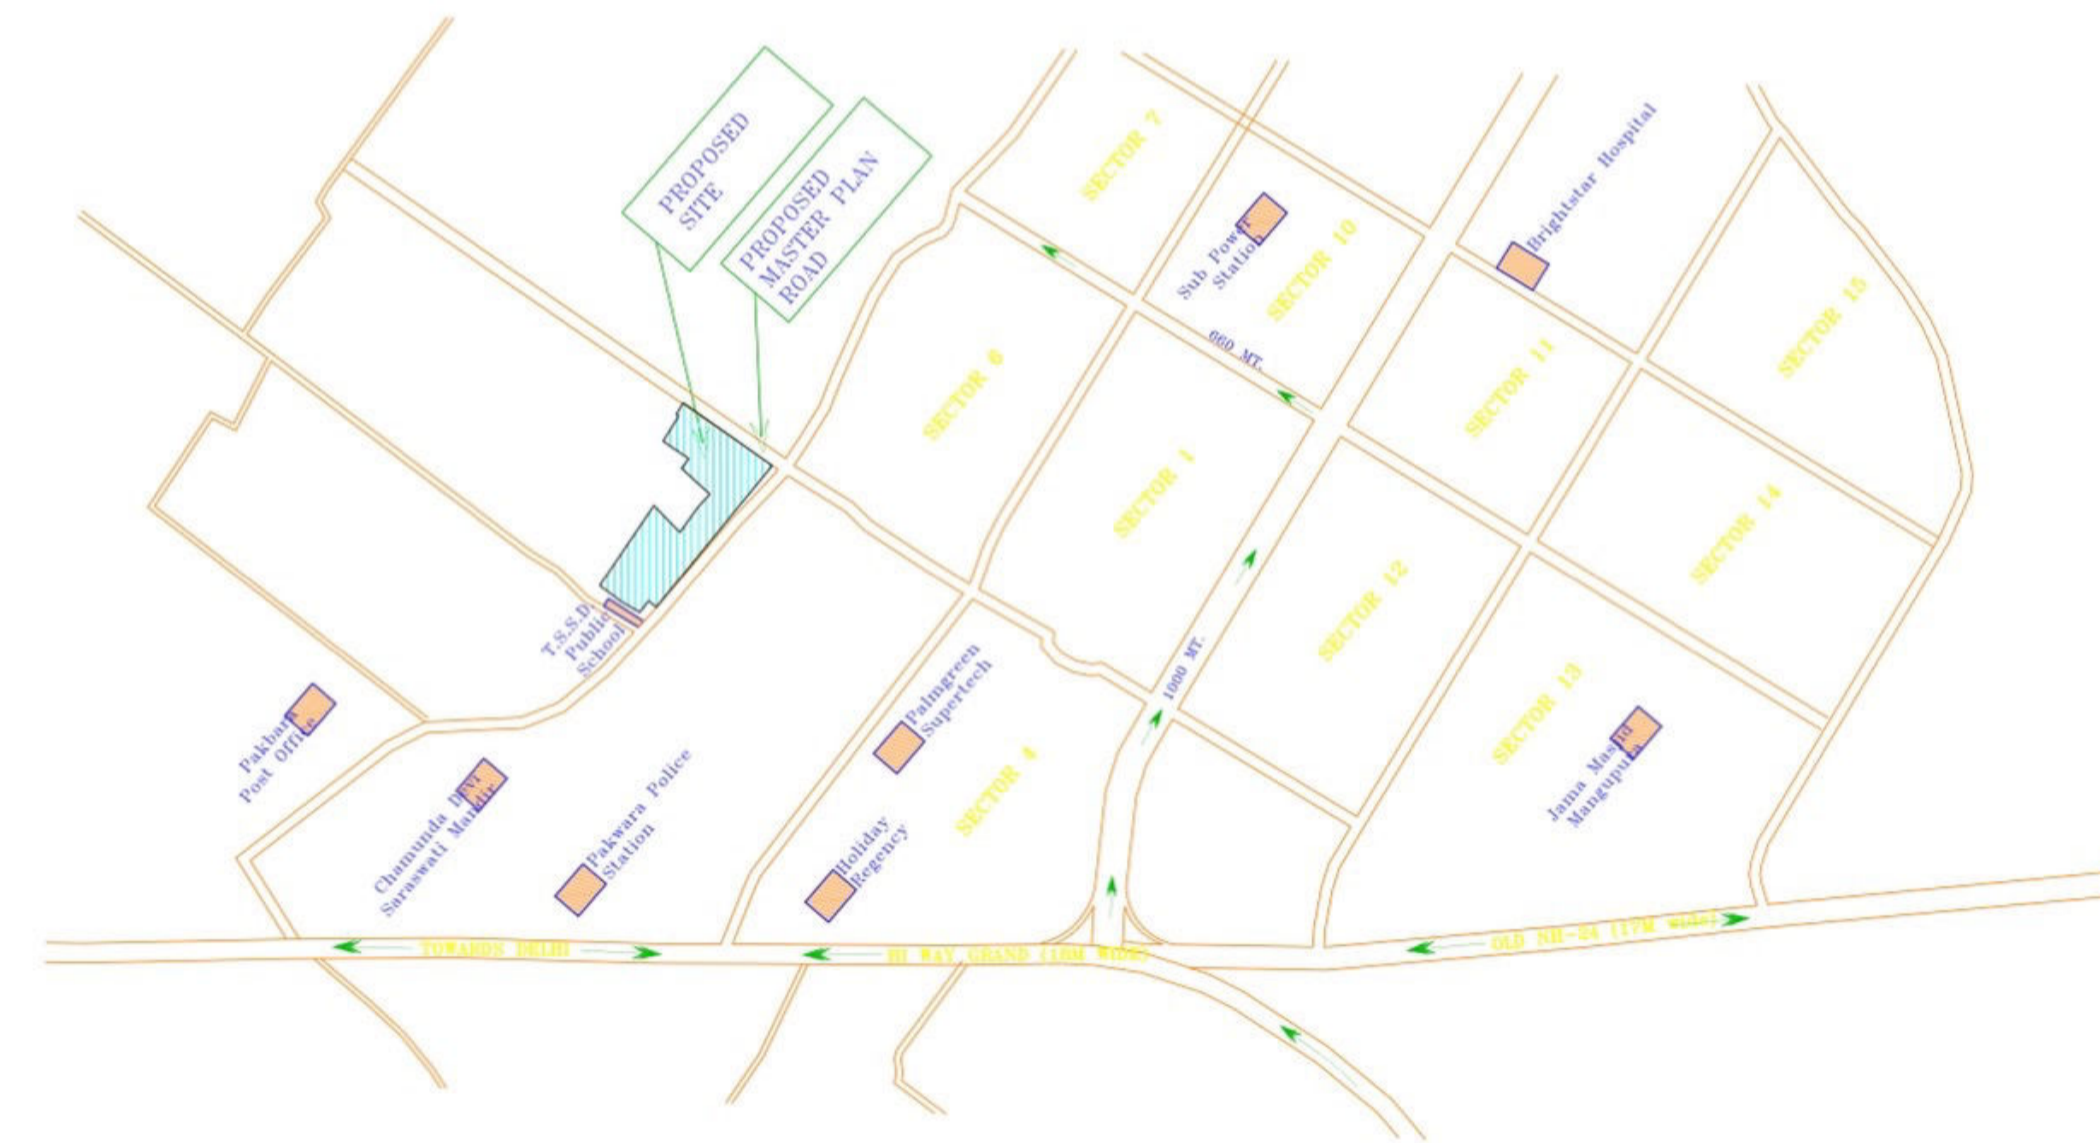 PROPOSED
SITE
PROPOSED
MASTER PLAN
ROAD
SECTOR 7
Sub Power
Station
SECTOR 10
Brightstar Hospital
SECTOR 15
660 MT.
SECTOR 6
SECTOR 11
SECTOR 1
SECTOR 14
SECTOR 12
T.S.S.D.
Public
School
1000 MT.
Palmgreen
Supertech
SECTOR 13
Pakbara
Post Office
SECTOR 4
Jama Masjid
Mangupura
Chamunda Devi
Saraswati Mandir
Pakwara Police
Station
Holiday
Regency
TOWARDS DELHI
HI WAY GRAND (18M WIDE)
OLD NH-24 (17M wide)